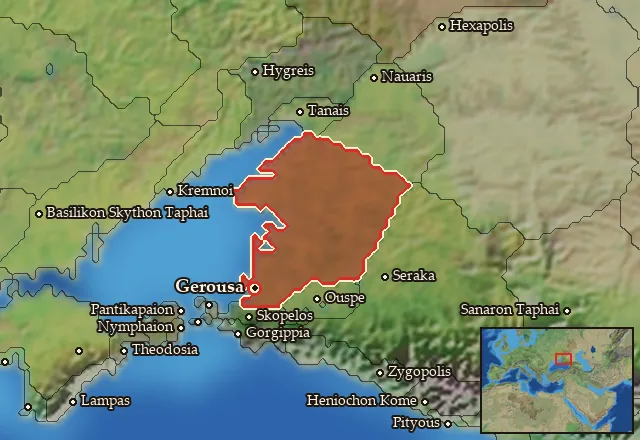 Hexapolis
Hygreis
Nauaris
Tanais
Kremnoi
Basilikon Skython Taphai
Seraka
Gerousa
Ouspe
Pantikapaion
Sanaron Taphai
Skopelos
Nymphaion
Gorgippia
Theodosia
Zygopolis
Lampas
Heniochon Kome
Pityous